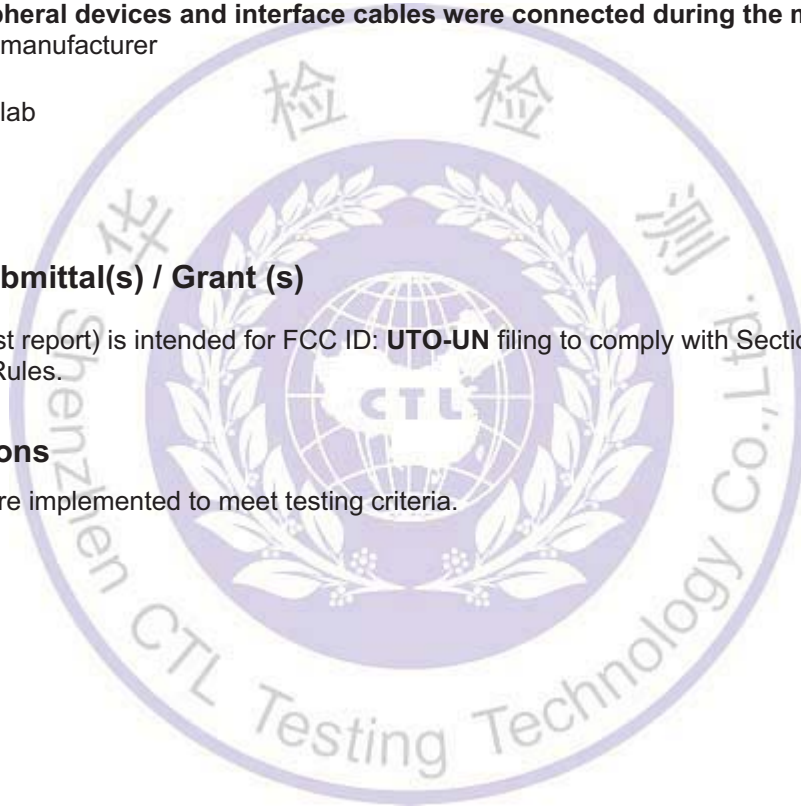 pheral devices and interface cables were connected during the m
manufacturer
lab
bmittal(s) / Grant (s)
st report) is intended for FCC ID: UTO-UN filing to comply with Sectio
Rules.
ons
re implemented to meet testing criteria.
华检检测
Shenzhen CTL Testing Technology Co.,Ltd.
CTL